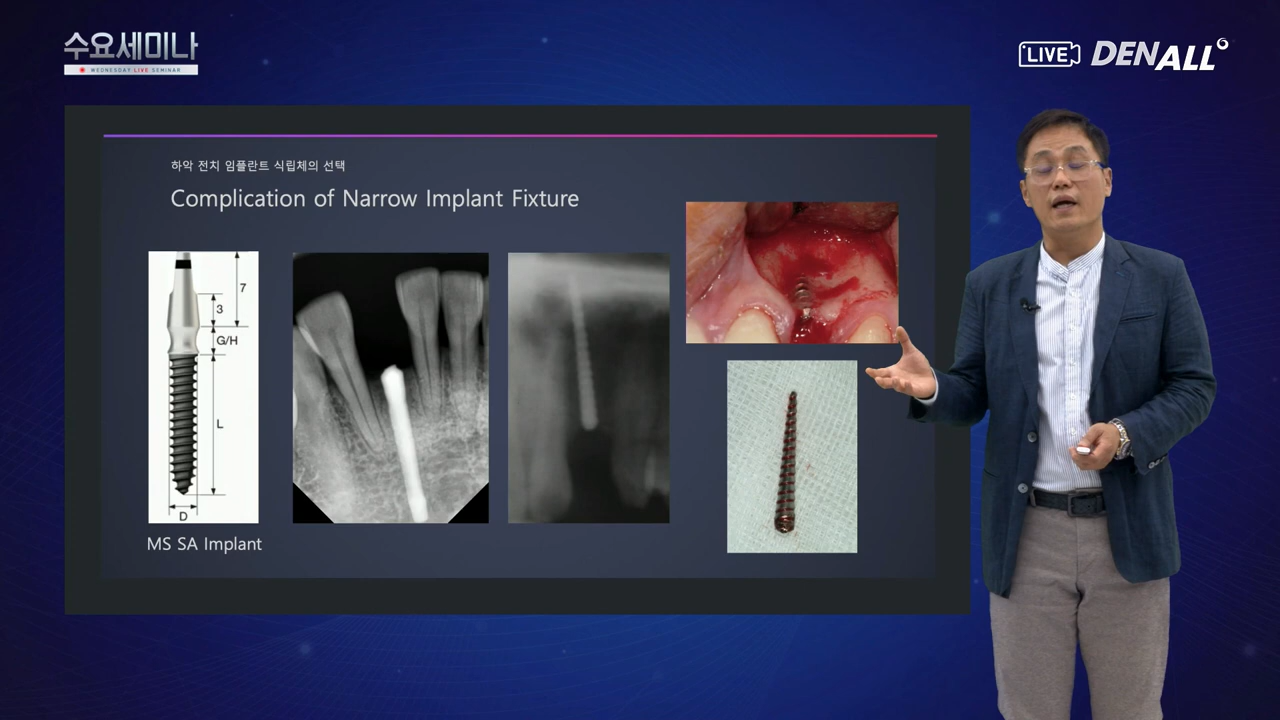 수요세미나
WEDNESDAY LIVE SEMINAR
LIVE DENALL
하악 전치 임플란트 식립체의 선택
Complication of Narrow Implant Fixture
7
3
G/H
L
D
MS SA Implant